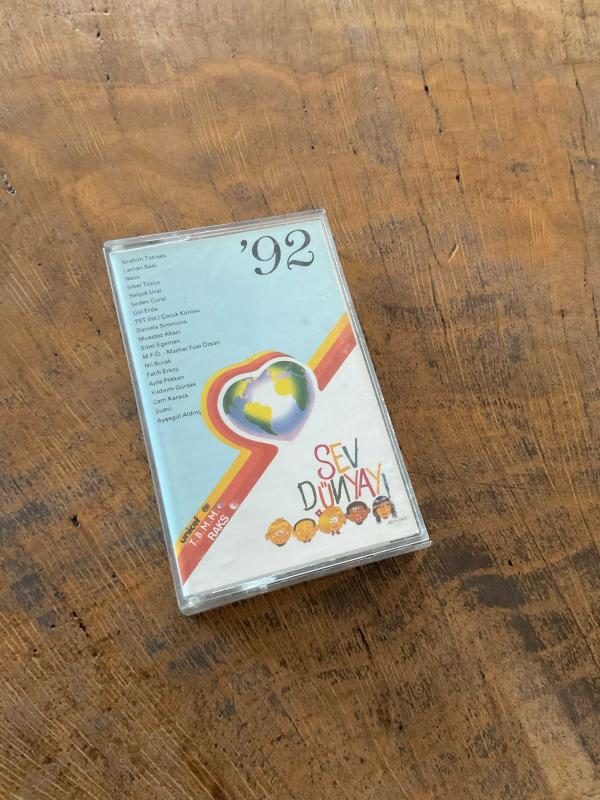 '92
İbrahim Tatlıses
Laman Sam
Neco
Sibel Tüzün
Selçuk Ural
Seden Gürel
Gül Erda
TRT (İst.) Çocuk Korosu
Daniela Simmons
Muazzez Abacı
Sibel Egemen
M.F.Ö. - Mazhar Fuat Özkan
Nil Burak
Fatih Erkoç
Ajda Pekkan
Yıldırım Gürses
Cem Karaca
Suavi
Ayşegül Aldinç
SEV
DÜNYAYI
unicef
T.B.M.M.
RAKS